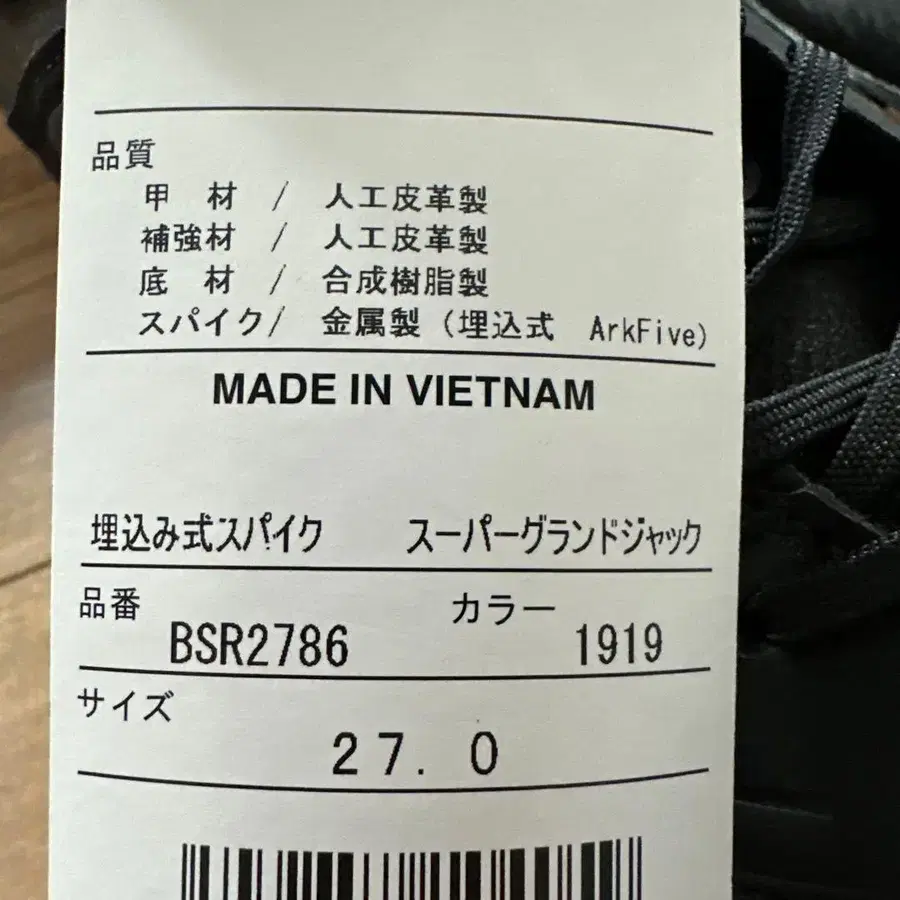 品質
甲 材 / 人工皮革製
補強材 / 人工皮革製
底 材 / 合成樹脂製
スパイク/ 金属製 (埋込式 ArkFive)
MADE IN VIETNAM
埋込み式スパイク スーパーグランドジャック
品番 カラー
BSR2786 1919
サイズ
27. 0